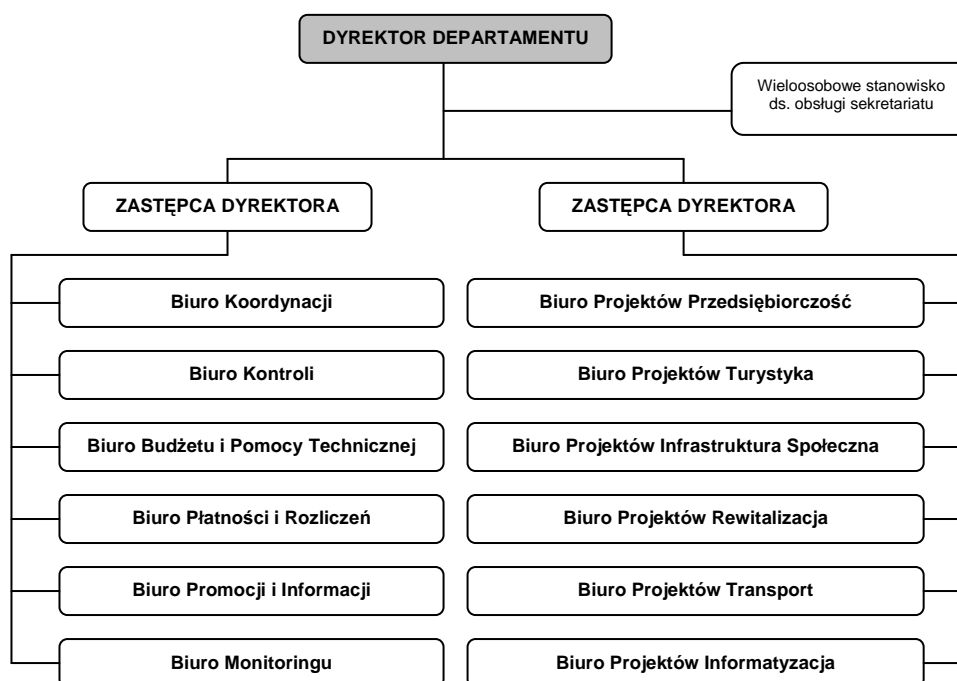 DYREKTOR DEPARTAMENTU
Wieloosobowe stanowisko
ds. obsługi sekretariatu
ZASTĘPCA DYREKTORA
ZASTĘPCA DYREKTORA
Biuro Koordynacji
Biuro Projektów Przedsiębiorczość
Biuro Kontroli
Biuro Projektów Turystyka
Biuro Budżetu i Pomocy Technicznej
Biuro Projektów Infrastruktura Społeczna
Biuro Płatności i Rozliczeń
Biuro Projektów Rewitalizacja
Biuro Promocji i Informacji
Biuro Projektów Transport
Biuro Monitoringu
Biuro Projektów Informatyzacja